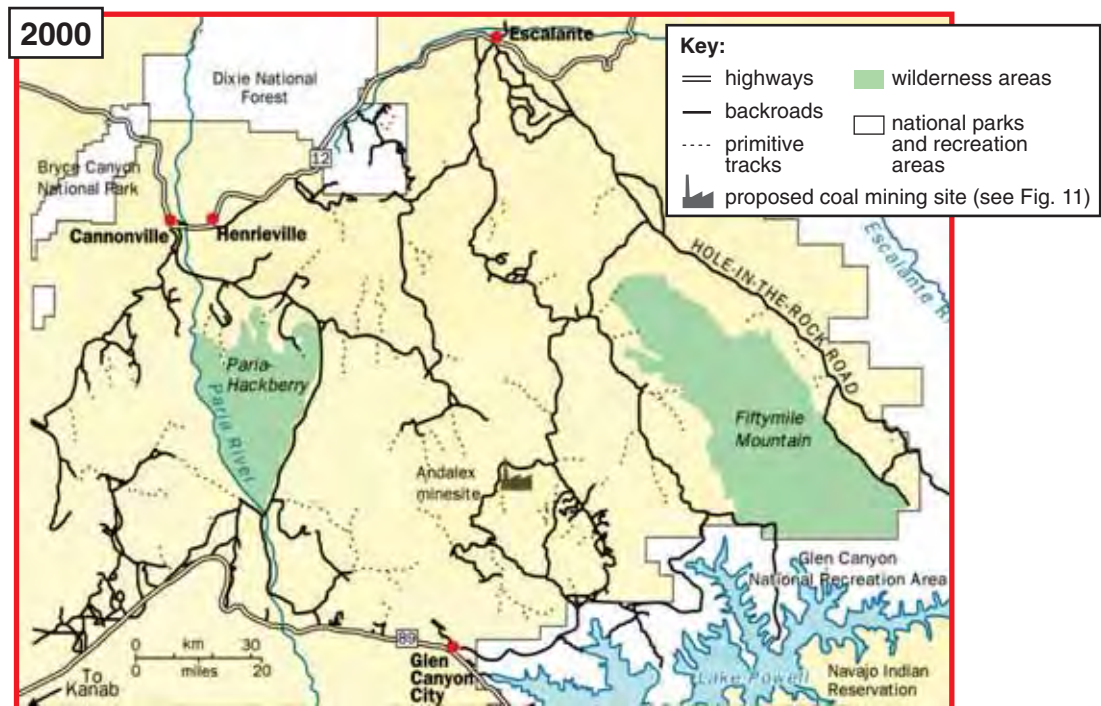 2000
Key:
highways
backroads
primitive
tracks
wilderness areas
national parks
and recreation
areas
proposed coal mining site (see Fig. 11)
Escalante
Dixie National
Forest
12
Bryce Canyon
National Park
Cannonville
Henrieville
Escalante Ri
HOLE-IN-THE-ROCK ROAD
Paria-
Hackberry
Paria River
Fiftymile
Mountain
Andalex
minesite
Glen Canyon
National Recreation Area
89
0 km 30
0 miles 20
To
Kanab
Glen
Canyon
City
Lake Powell
Navajo Indian
Reservation